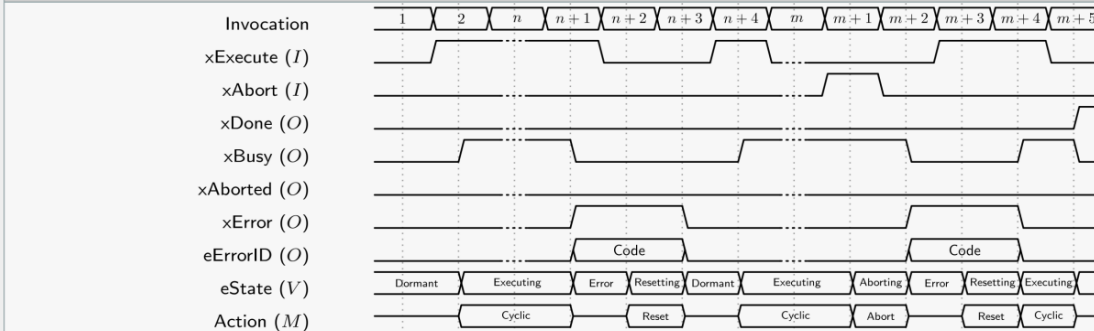 Invocation 1 2 n n + 1 n + 2 n + 3 n + 4 m m + 1 m + 2 m + 3 m + 4 m + 5
xExecute (I)
xAbort (I)
xDone (O)
xBusy (O)
xAborted (O)
xError (O)
eErrorID (O) Code Code
eState (V) Dormant Executing Error Resetting Dormant Executing Aborting Error Resetting Executing
Action (M) Cyclic Reset Cyclic Abort Reset Cyclic